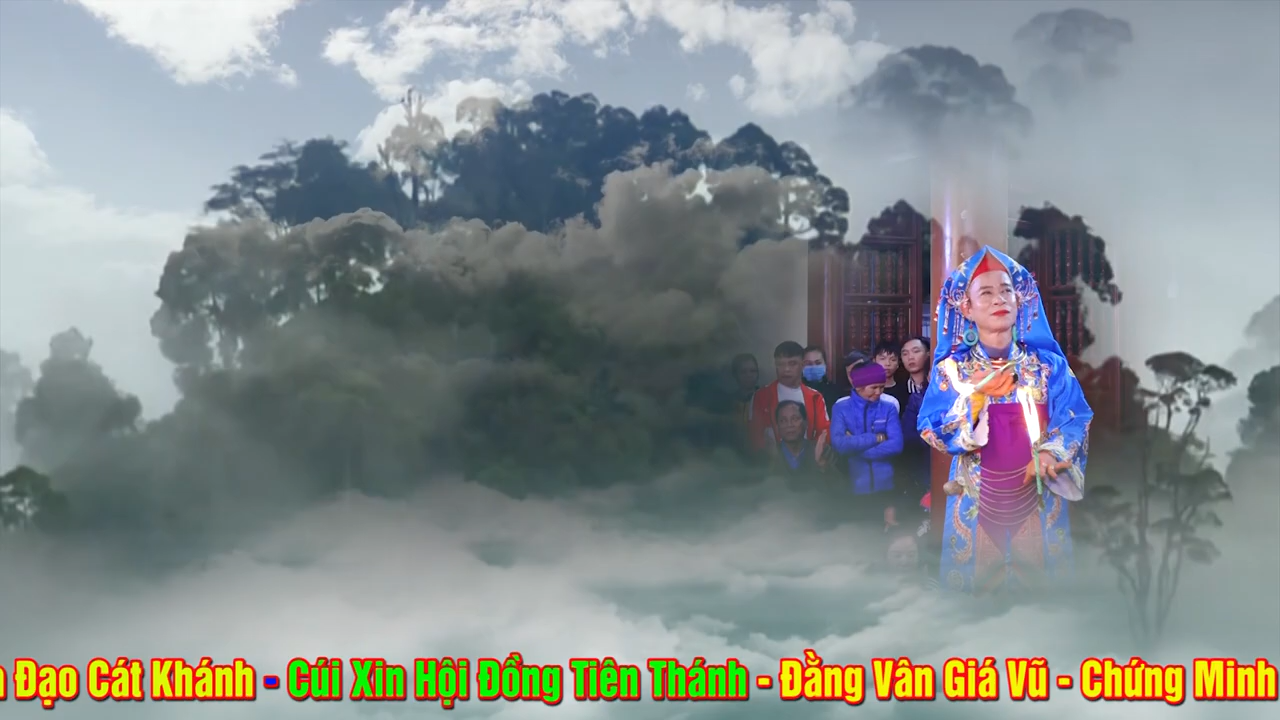 Đạo Cát Khánh - Cúi Xin Hội Đồng Tiên Thánh - Đằng Vân Giá Vũ - Chứng Minh